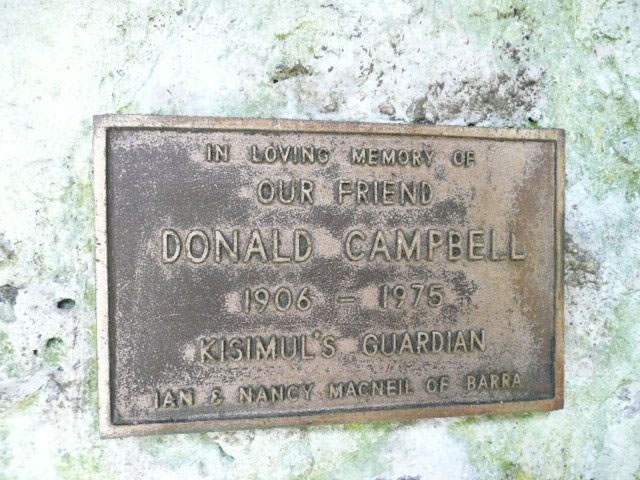 IN LOVING MEMORY OF
OUR FRIEND
DONALD CAMPBELL
1906 – 1975
KISIMUL'S GUARDIAN
IAN & NANCY MACNEIL OF BARRA